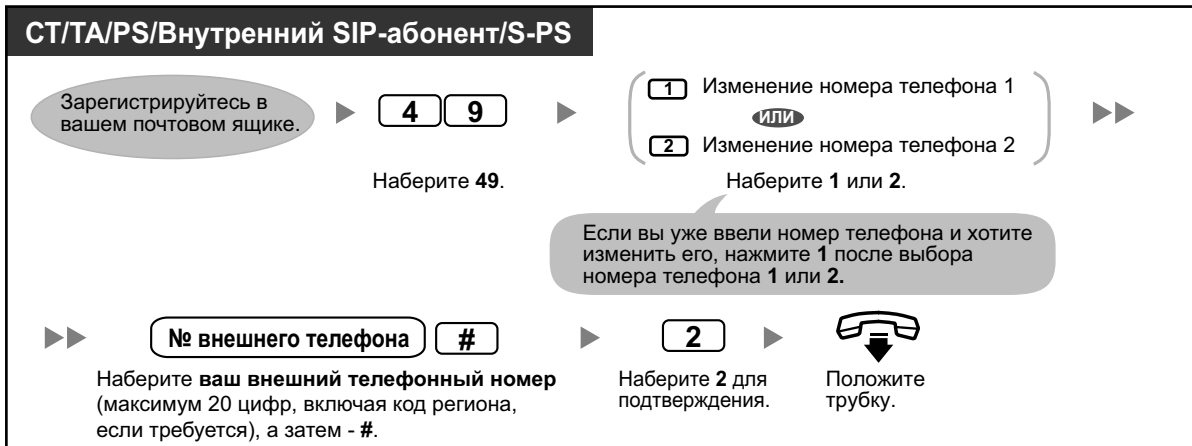 СТ/ТА/PS/Внутренний SIP-абонент/S-PS
Зарегистрируйтесь в
вашем почтовом ящике.
4 9
Наберите 49.
1 Изменение номера телефона 1
ИЛИ
2 Изменение номера телефона 2
Наберите 1 или 2.
Если вы уже ввели номер телефона и хотите
изменить его, нажмите 1 после выбора
номера телефона 1 или 2.
№ внешнего телефона #
Наберите ваш внешний телефонный номер
(максимум 20 цифр, включая код региона,
если требуется), а затем - #.
2
Наберите 2 для
подтверждения.
Положите
трубку.